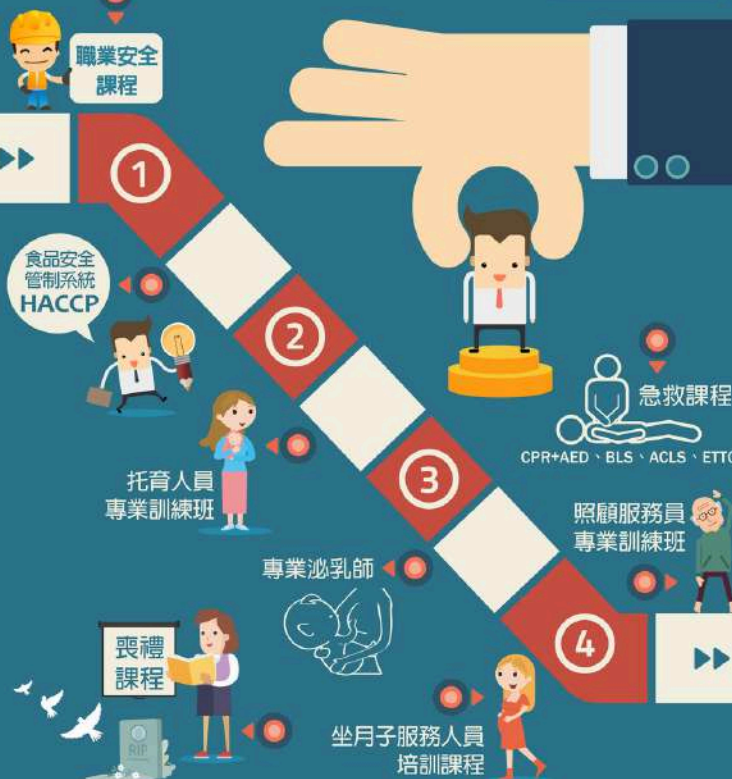 職業安全
課程
1
食品安全
管制系統
HACCP
2
急救課程
CPR+AED、BLS、ACLS、ETTC
托育人員
專業訓練班
3
照顧服務員
專業訓練班
專業泌乳師
喪禮
課程
RIP
4
坐月子服務人員
培訓課程